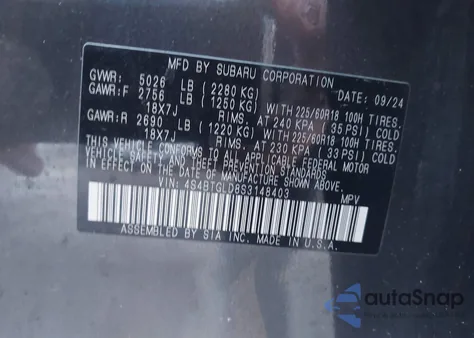 MFD BY SUBARU CORPORATION DATE: 09/24
GVWR: 5026 LB (2280 KG)
GAWR:F 2756 LB (1250 KG) WITH 225/60R18 100H TIRES.
18X7J RIMS. AT 240 KPA (35 PSI) COLD
GAWR:R 2690 LB (1220 KG) WITH 225/60R18 100H TIRES.
18X7J RIMS. AT 230 KPA (33 PSI) COLD
THIS VEHICLE CONFORMS TO ALL APPLICABLE FEDERAL MOTOR
VEHICLE SAFETY AND THEFT PREVENTION STANDARDS IN EFFECT
ON THE DATE OF MANUFACTURE SHOWN ABOVE.
VIN: 4S4BTGLD8S3148403 MPV
ASSEMBLED BY SIA INC. MADE IN U.S.A.
autoSnap